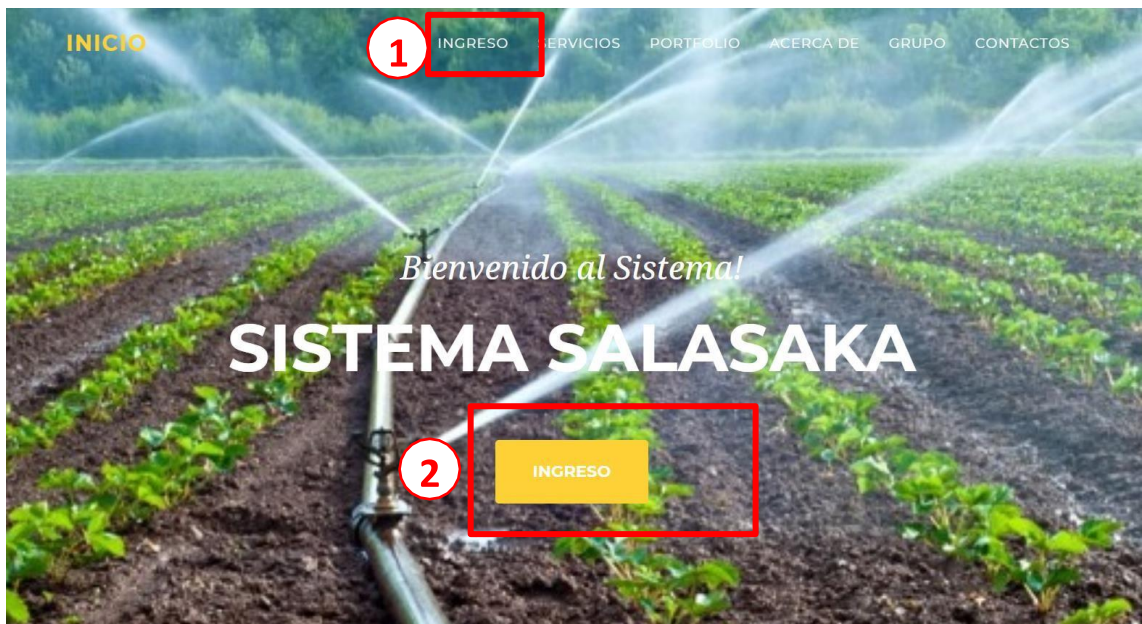 INICIO
1
INGRESO SERVICIOS PORTFOLIO ACERCA DE GRUPO CONTACTOS
Bienvenido al Sistema!
SISTEMA SALASAKA
2
INGRESO